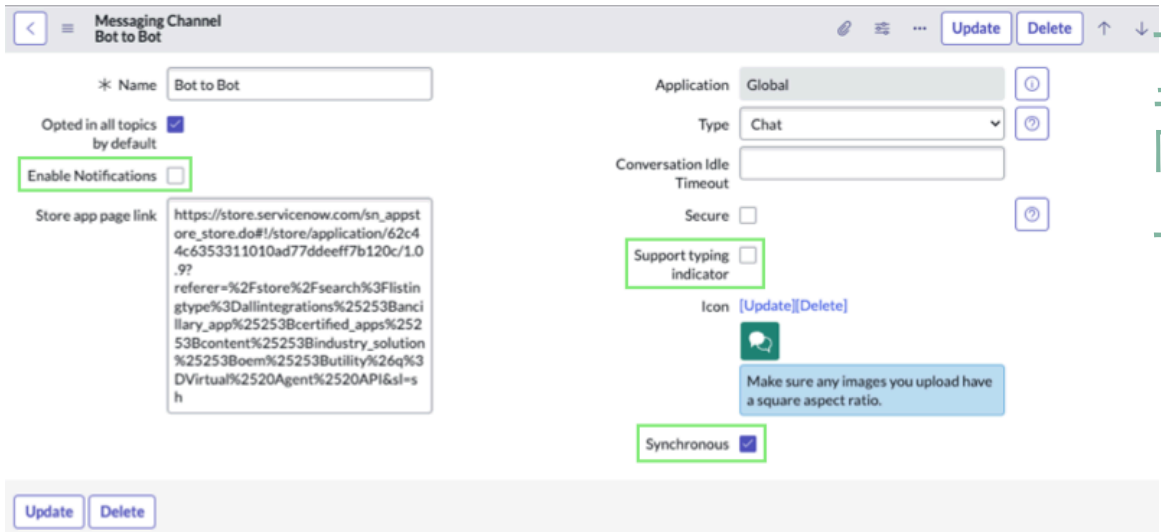 Messaging Channel
Bot to Bot
Update
Delete
Name
Bot to Bot
Opted in all topics
by default
Enable Notifications
Store app page link
https://store.servicenow.com/sn_appst
ore_store.do#!/store/application/62c4
4c6353311010ad77ddeeff7b120c/1.0
.9?
referer=%2Fstore%2Fsearch%3Flistin
gtype%3Dallintegrations%25253Banci
llary_app%25253Bcertified_apps%252
53Bcontent%25253Bindustry_solution
%25253Boem%25253Butility%26q%3
DVirtual%2520Agent%2520API&sl=s
h
Application
Global
Type
Chat
Conversation Idle
Timeout
Secure
Support typing
indicator
Icon
[Update][Delete]
Make sure any images you upload have
a square aspect ratio.
Synchronous
Update
Delete